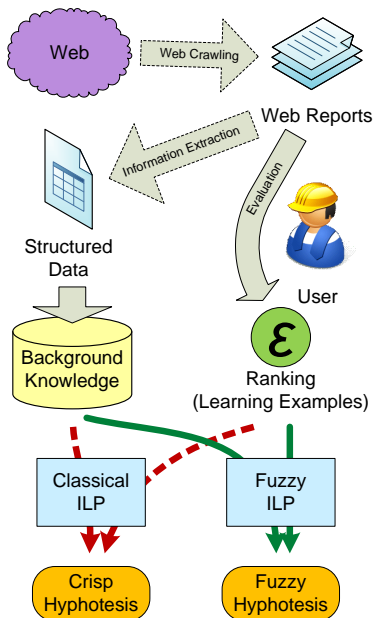 Web
Web Crawling
Web Reports
Information Extraction
Evaluation
Structured
Data
User
Background
Knowledge
ε
Ranking
(Learning Examples)
Classical
ILP
Fuzzy
ILP
Crisp
Hyphotesis
Fuzzy
Hyphotesis